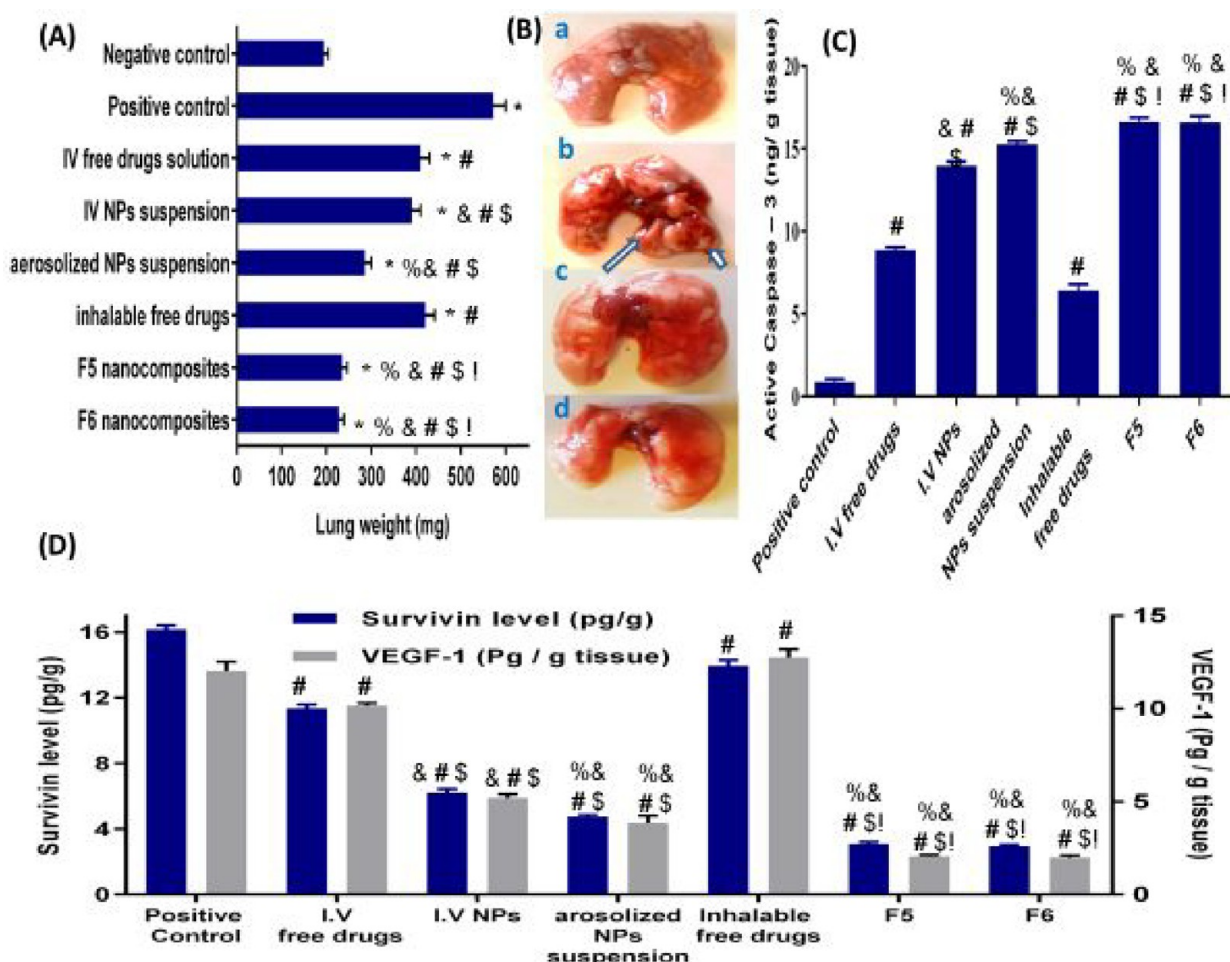 (A)
Negative control
Positive control
IV free drugs solution
IV NPs suspension
aerosolized NPs suspension
inhalable free drugs
F5 nanocomposites
F6 nanocomposites
*
* #
* & # $
* %& # $
* #
* % & # $ !
* % & # $ !
0 100 200 300 400 500 600
Lung weight (mg)
(B)
a
b
c
d
(C)
Active Caspase – 3 (ng/ g tissue)
20
15
10
5
0
#
& #
$
%&
# $
#
% &
# $ !
% &
# $ !
Positive control
I.V free drugs
I.V NPs
arosolized
NPs suspension
Inhalable
free drugs
F5
F6
(D)
Survivin level (pg/g)
16
12
8
4
0
Survivin level (pg/g)
VEGF-1 (Pg / g tissue)
# #
& # $ & # $
%& %&
# $ # $
# #
%& %&
# $! # $!
%& %&
# $! # $!
15
10
5
0
VEGF-1 (Pg / g tissue)
Positive
Control
I.V
free drugs
I.V NPs
arosolized
NPs
suspension
Inhalable
free drugs
F5
F6